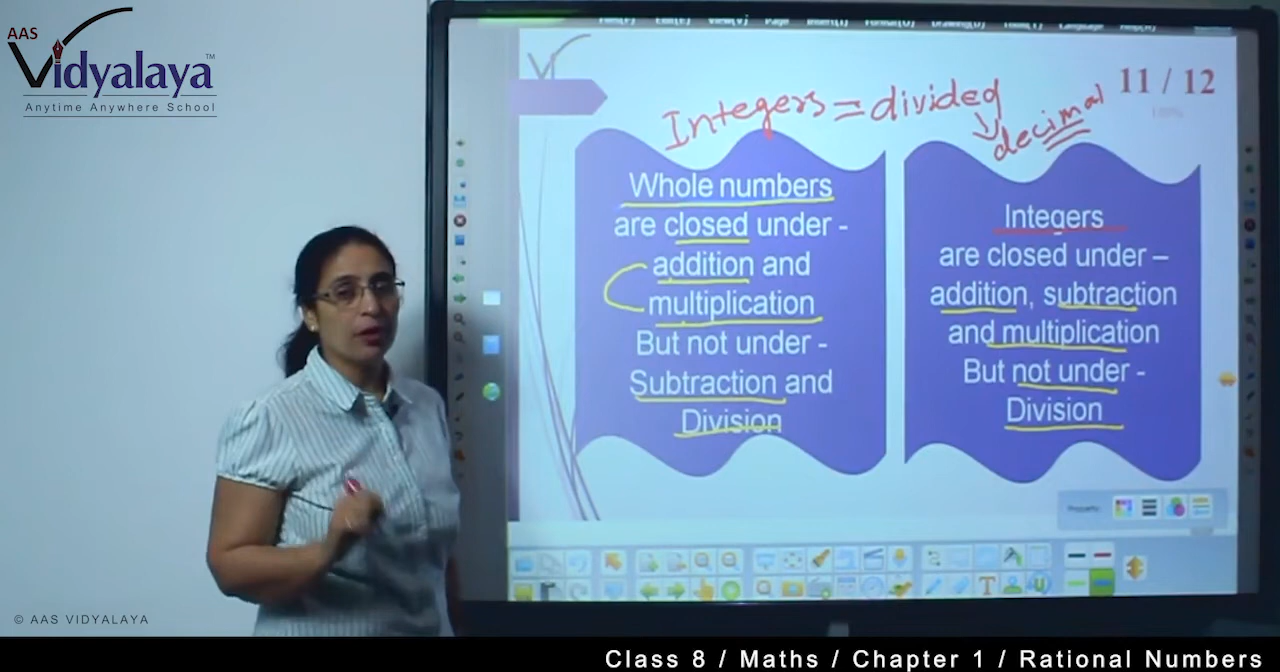 AAS
Vidyalaya™
Anytime Anywhere School
11 / 12
100%
Integers = divided
decimal
Whole numbers
are closed under -
addition and
multiplication
But not under -
Subtraction and
Division
Integers
are closed under –
addition, subtraction
and multiplication
But not under -
Division
© AAS VIDYALAYA
Class 8 / Maths / Chapter 1 / Rational Numbers